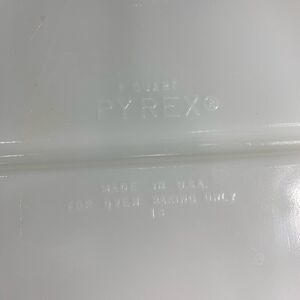 QUART
PYREX®
MADE IN U.S.A.
FOR OVEN BAKING ONLY